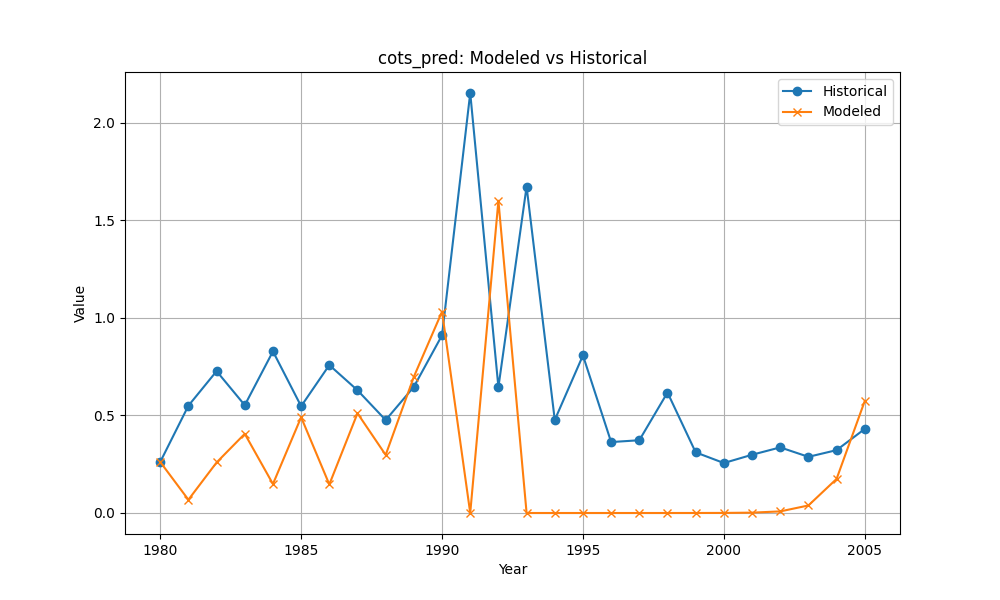 cots_pred: Modeled vs Historical
Historical
Modeled
Value
2.0
1.5
1.0
0.5
0.0
1980 1985 1990 1995 2000 2005
Year